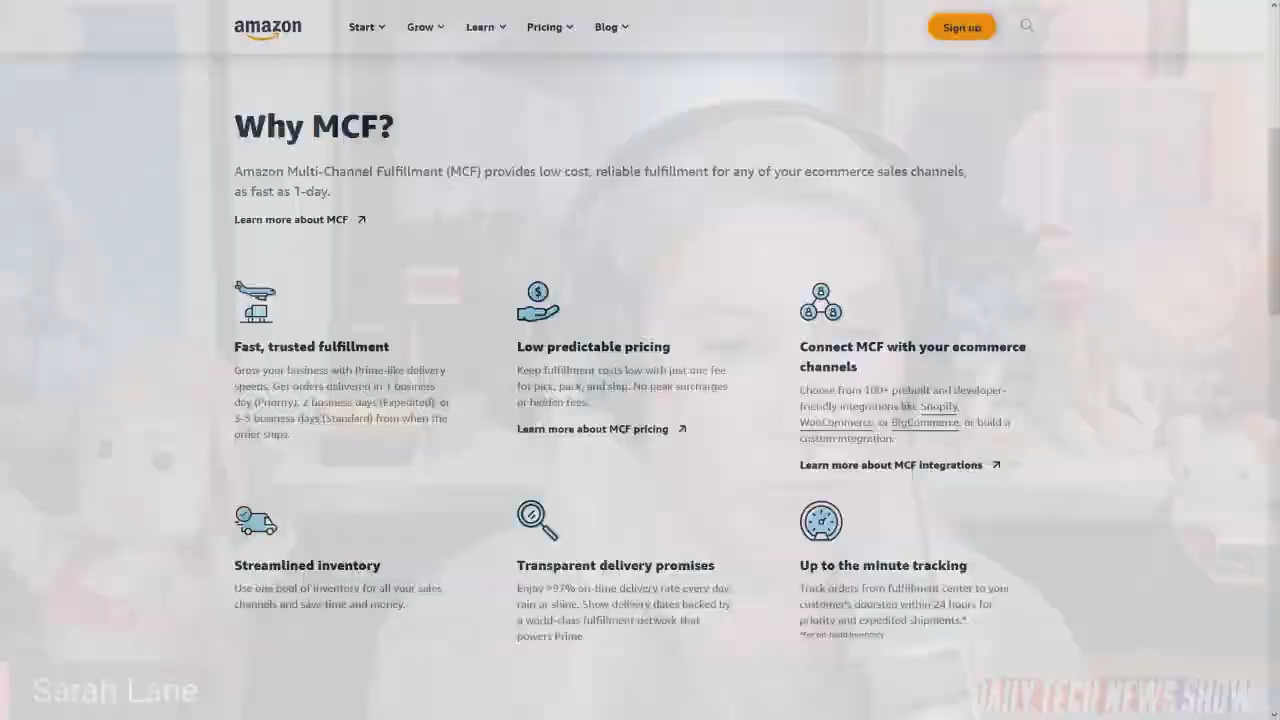 amazon
Start Grow Learn Pricing Blog
Sign up
Why MCF?
Amazon Multi-Channel Fulfillment (MCF) provides low cost, reliable fulfillment for any of your ecommerce sales channels,
as fast as 1-day.
Learn more about MCF
Fast, trusted fulfillment
Grow your business with Prime-like delivery
speeds. Get orders delivered in 1 business
day (Priority), 2 business days (Expedited), or
3-5 business days (Standard) from when the
order ships.
Low predictable pricing
Keep fulfillment costs low with just one fee
for pick, pack, and ship. No peak surcharges
or hidden fees.
Learn more about MCF pricing
Connect MCF with your ecommerce
channels
Choose from 100+ prebuilt and developer-
friendly integrations like Shopify,
WooCommerce, or BigCommerce, or build a
custom integration.
Learn more about MCF integrations
Streamlined inventory
Use one pool of inventory for all your sales
channels and save time and money.
Transparent delivery promises
Enjoy >97% on-time delivery rate every day,
rain or shine. Show delivery dates backed by
a world-class fulfillment network that
powers Prime.
Up to the minute tracking
Track orders from fulfillment center to your
customer's doorstep within 24 hours for
priority and expedited shipments.*
*For on-hand inventory
Sarah Lane
DAILY TECH NEWS SHOW